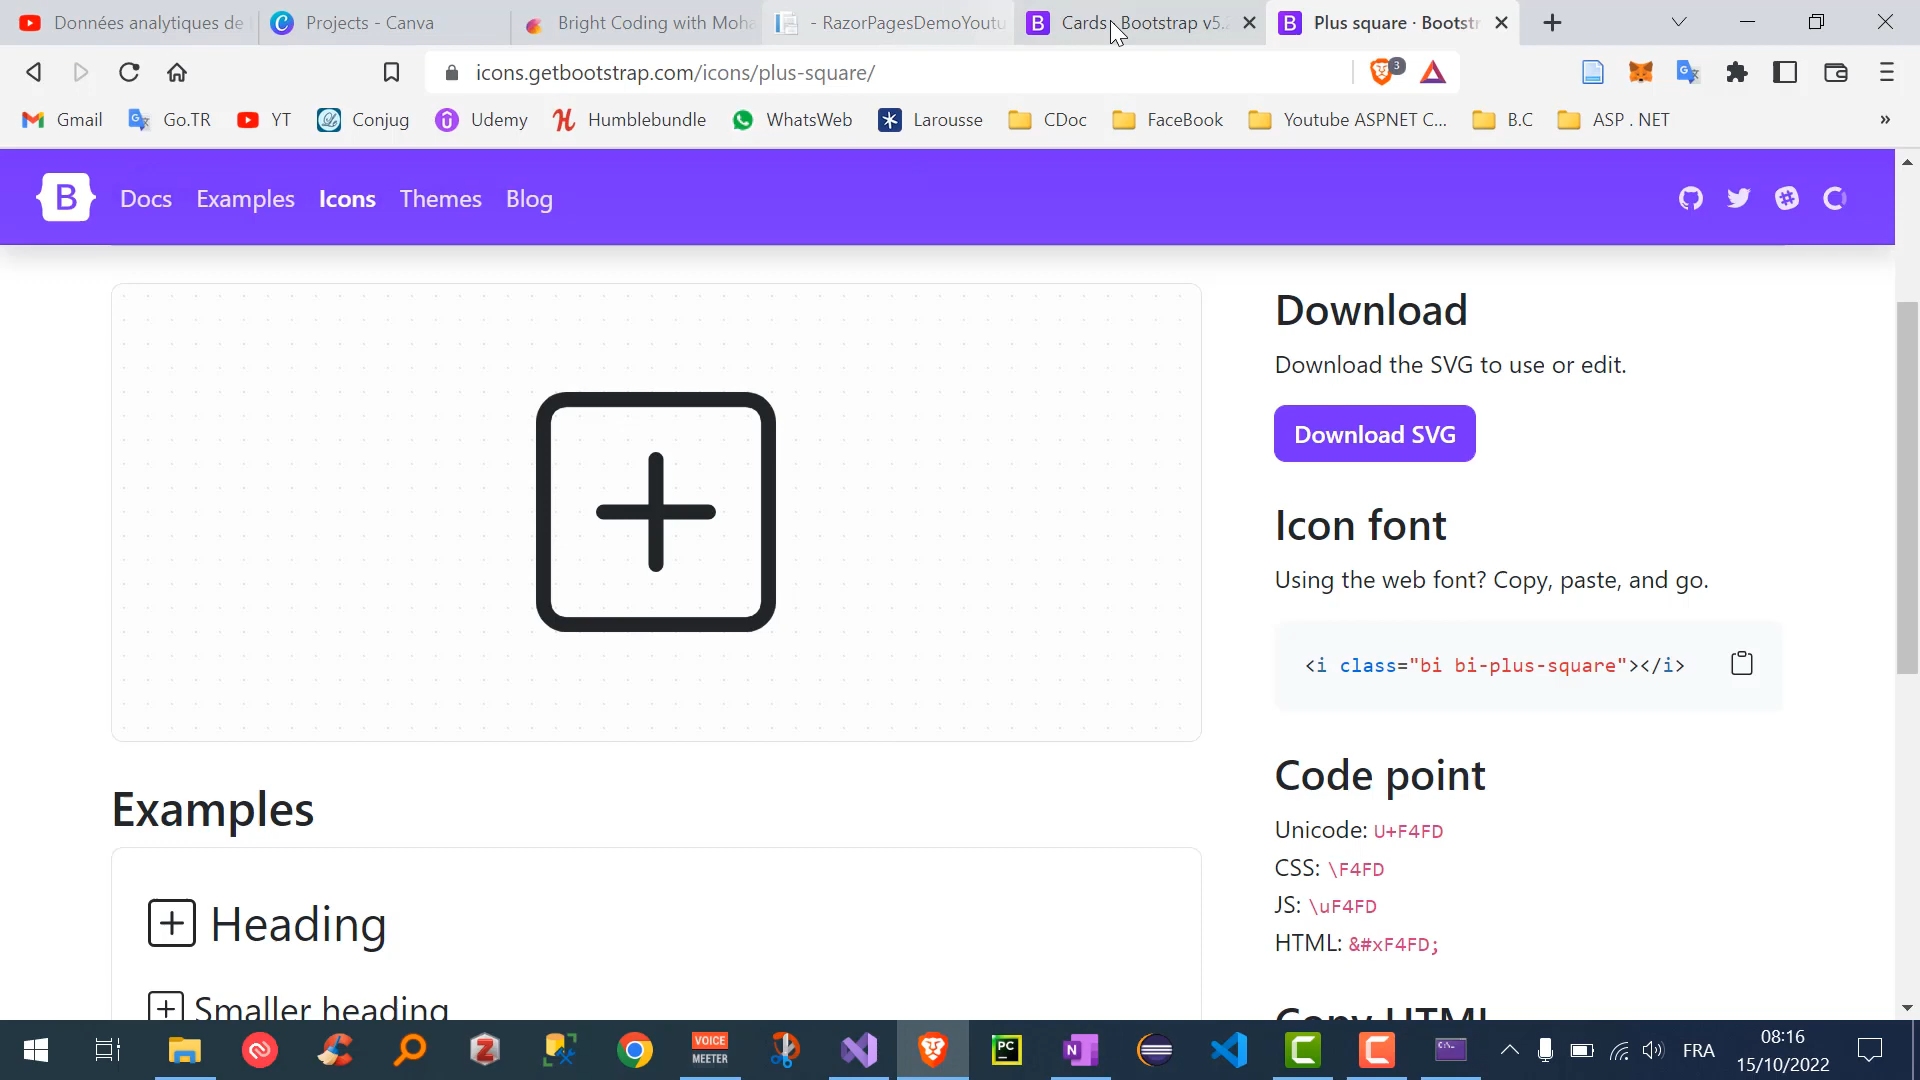 Données analytiques de
Projects - Canva
Bright Coding with Moha
- RazorPagesDemoYoutu
Cards · Bootstrap v5.2
Plus square · Bootstr
icons.getbootstrap.com/icons/plus-square/
3
Gmail
Go.TR
YT
Conjug
Udemy
Humblebundle
WhatsWeb
Larousse
CDoc
FaceBook
Youtube ASPNET C...
B.C
ASP . NET
»
B
Docs
Examples
Icons
Themes
Blog
Download
Download the SVG to use or edit.
Download SVG
Icon font
Using the web font? Copy, paste, and go.
<i class="bi bi-plus-square"></i>
Code point
Unicode: U+F4FD
CSS: \F4FD
JS: \uF4FD
HTML: &#xF4FD;
Copy HTML
Examples
Heading
Smaller heading
VOICE
MEETER
PC
N
FRA
08:16
15/10/2022